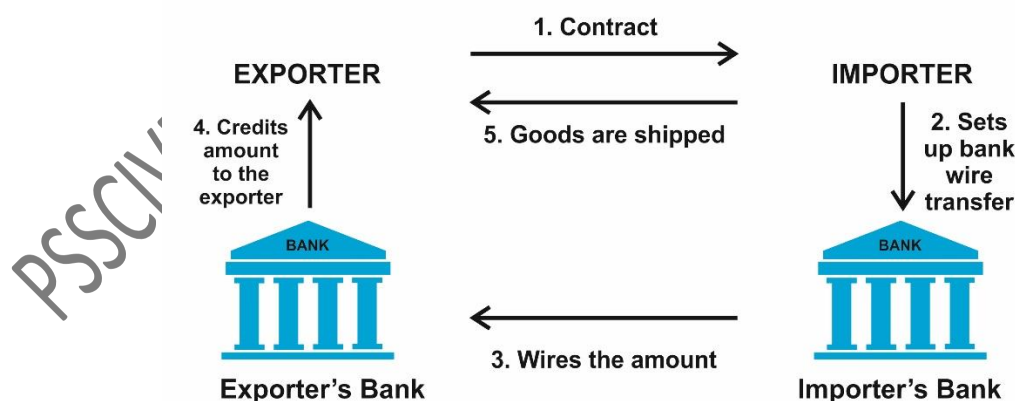 1. Contract
EXPORTER
IMPORTER
5. Goods are shipped
4. Credits
amount
to the
exporter
2. Sets
up bank
wire
transfer
BANK
BANK
3. Wires the amount
Exporter's Bank
Importer's Bank